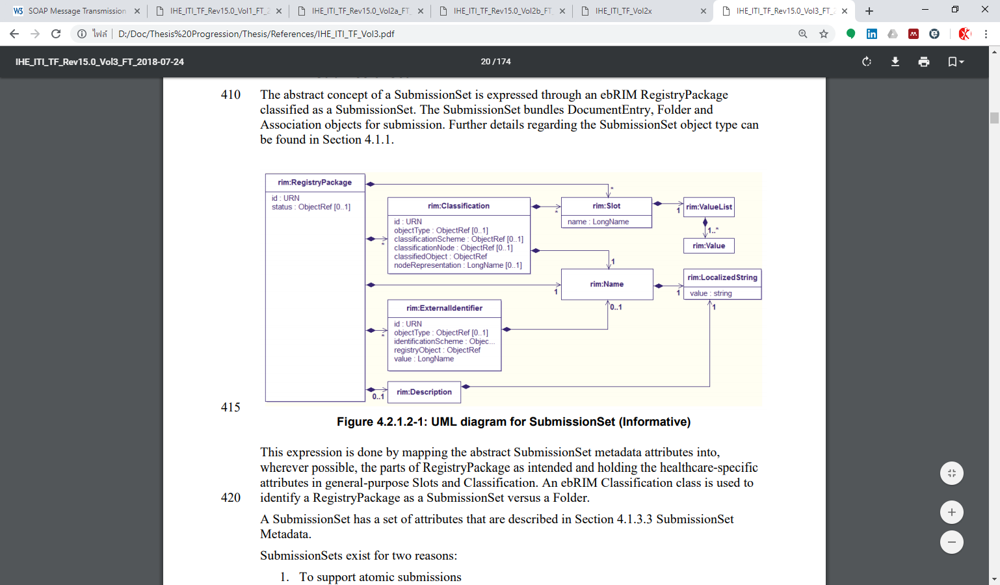 SOAP Message Transmission
IHE_ITI_TF_Rev15.0_Vol1_FT_2
IHE_ITI_TF_Rev15.0_Vol2a_FT_
IHE_ITI_TF_Rev15.0_Vol2b_FT_
IHE_ITI_TF_Vol2x
IHE_ITI_TF_Rev15.0_Vol3_FT_2
ไฟล์ D:/Doc/Thesis%20Progression/Thesis/References/IHE_ITI_TF_Vol3.pdf
IHE_ITI_TF_Rev15.0_Vol3_FT_2018-07-24
20 / 174
410 The abstract concept of a SubmissionSet is expressed through an ebRIM RegistryPackage
classified as a SubmissionSet. The SubmissionSet bundles DocumentEntry, Folder and
Association objects for submission. Further details regarding the SubmissionSet object type can
be found in Section 4.1.1.
rim:RegistryPackage
id : URN
status : ObjectRef [0..1]
*
rim:Classification
id : URN
objectType : ObjectRef [0..1]
classificationScheme : ObjectRef [0..1]
classificationNode : ObjectRef [0..1]
classifiedObject : ObjectRef
nodeRepresentation : LongName [0..1]
*
*
rim:Slot
name : LongName
1
rim:ValueList
1..*
rim:Value
1
rim:Name
1
1
rim:LocalizedString
value : string
0..1
1
rim:ExternalIdentifier
id : URN
objectType : ObjectRef [0..1]
identificationScheme : Objec...
registryObject : ObjectRef
value : LongName
*
0..1
rim:Description
415
Figure 4.2.1.2-1: UML diagram for SubmissionSet (Informative)
This expression is done by mapping the abstract SubmissionSet metadata attributes into,
wherever possible, the parts of RegistryPackage as intended and holding the healthcare-specific
attributes in general-purpose Slots and Classification. An ebRIM Classification class is used to
420 identify a RegistryPackage as a SubmissionSet versus a Folder.
A SubmissionSet has a set of attributes that are described in Section 4.1.3.3 SubmissionSet
Metadata.
SubmissionSets exist for two reasons:
1. To support atomic submissions